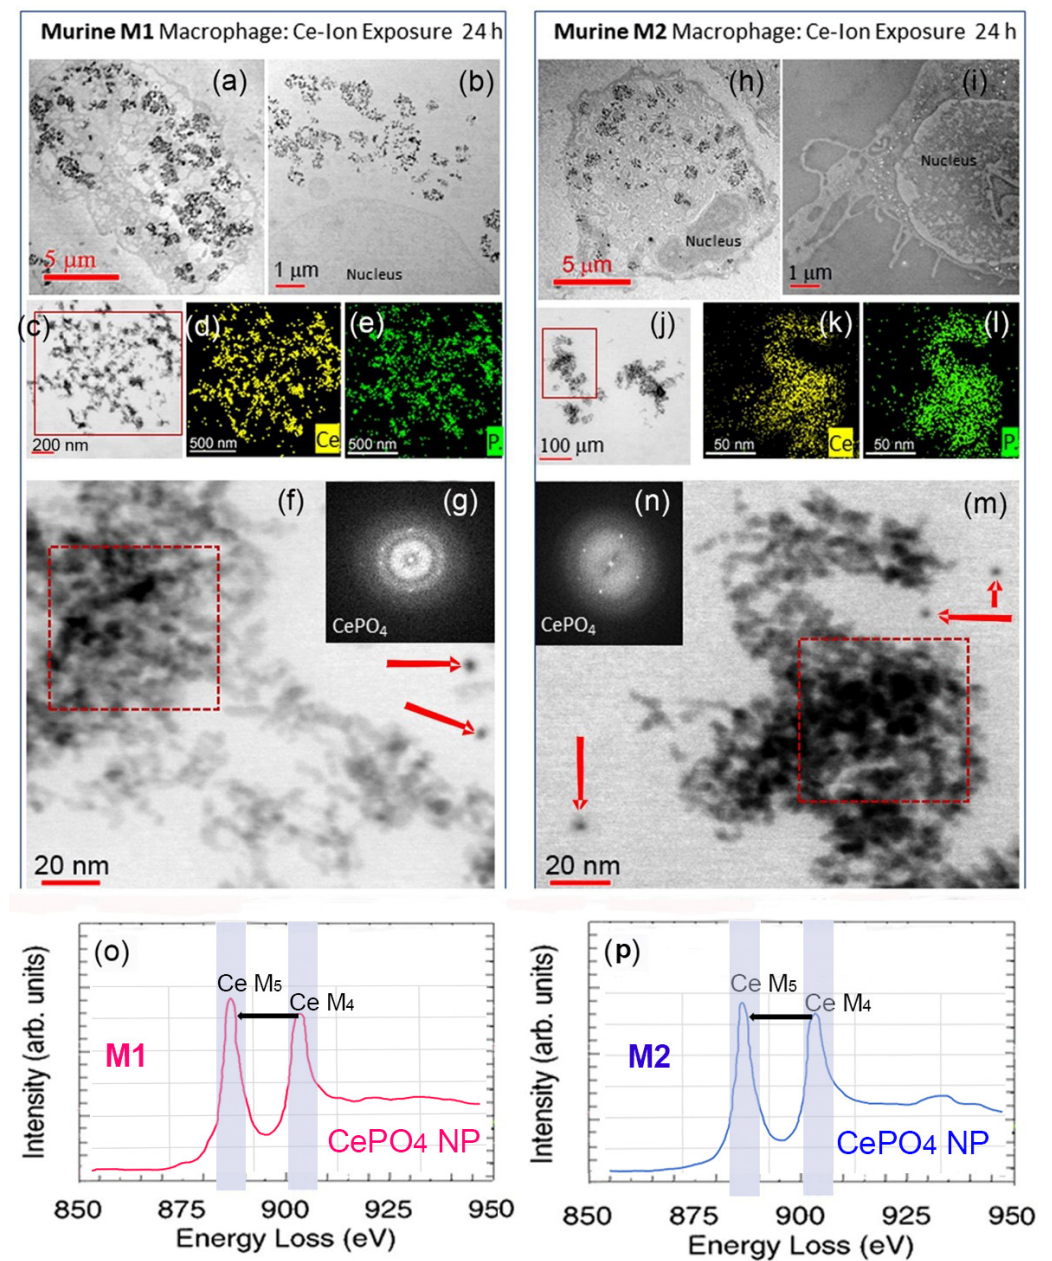 Murine M1 Macrophage: Ce-Ion Exposure 24 h
(a)
(b)
5 μm
1 μm
Nucleus
(c)
(d)
(e)
200 nm
500 nm
Ce
500 nm
P
(f)
(g)
CePO4
20 nm
Murine M2 Macrophage: Ce-Ion Exposure 24 h
(h)
(i)
Nucleus
Nucleus
5 μm
1 μm
(j)
(k)
(l)
100 μm
50 nm
Ce
50 nm
P
(n)
(m)
CePO4
20 nm
(o)
Ce M5
Ce M4
M1
CePO4 NP
Intensity (arb. units)
850 875 900 925 950
Energy Loss (eV)
(p)
Ce M5
Ce M4
M2
CePO4 NP
Intensity (arb. units)
850 875 900 925 950
Energy Loss (eV)